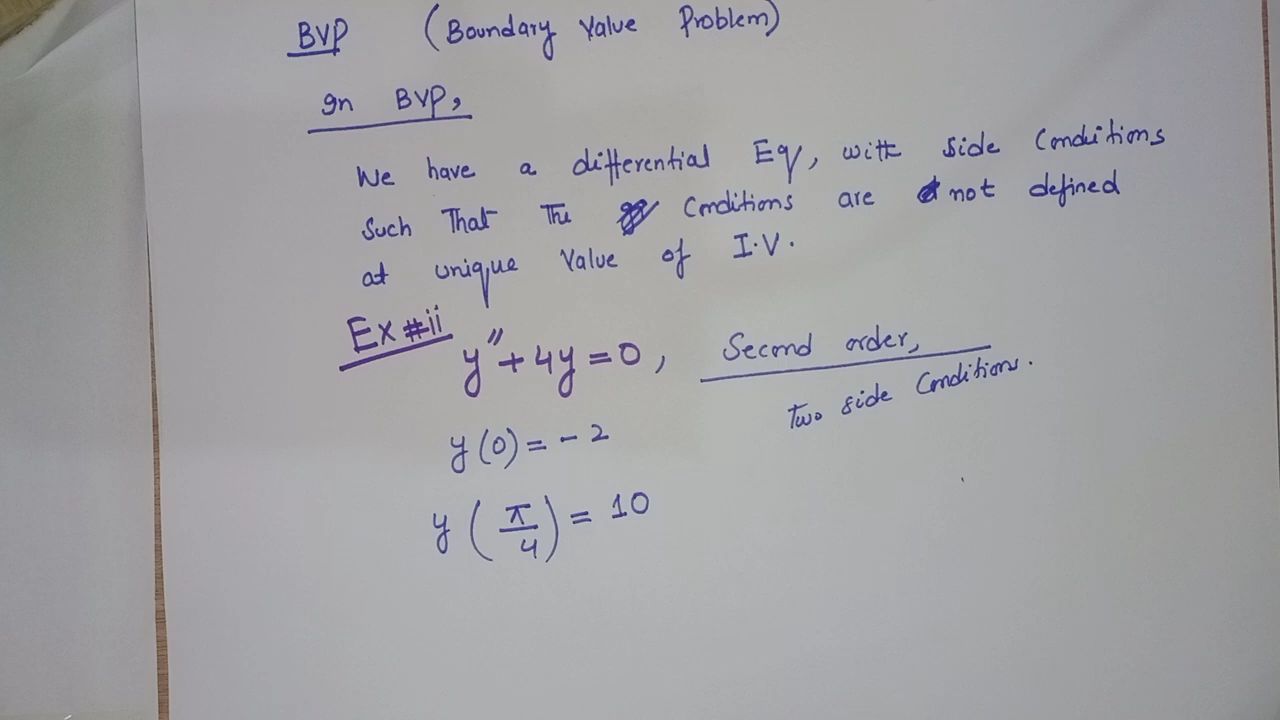 BVP (Boundary Value Problem)
In BVP,
We have a differential Eq, with side Conditions
Such That The Conditions are not defined
at unique Value of I.V.
Ex #ii
y" + 4y = 0, Second order,
Two side Conditions.
y(0) = -2
y(π/4) = 10